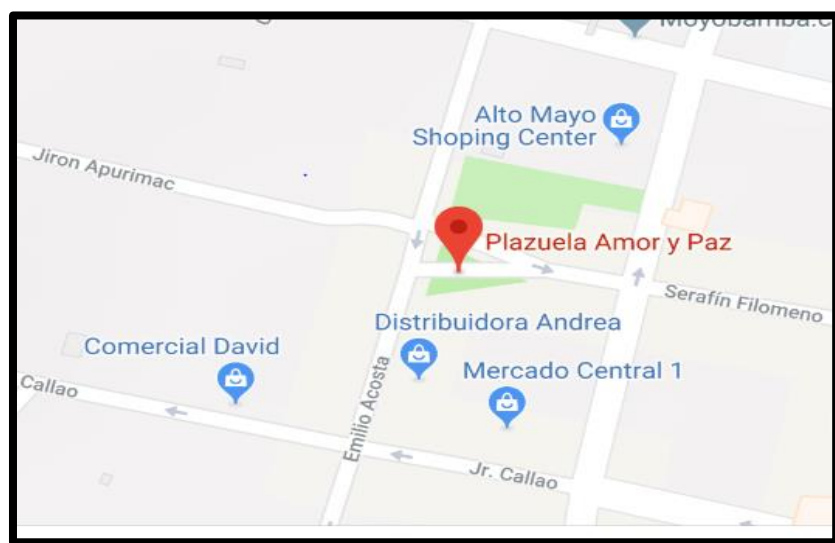 Moyobamba.c
Alto Mayo
Shoping Center
Jiron Apurimac
Plazuela Amor y Paz
Serafín Filomeno
Distribuidora Andrea
Comercial David
Mercado Central 1
Callao
Emilio Acosta
Jr. Callao